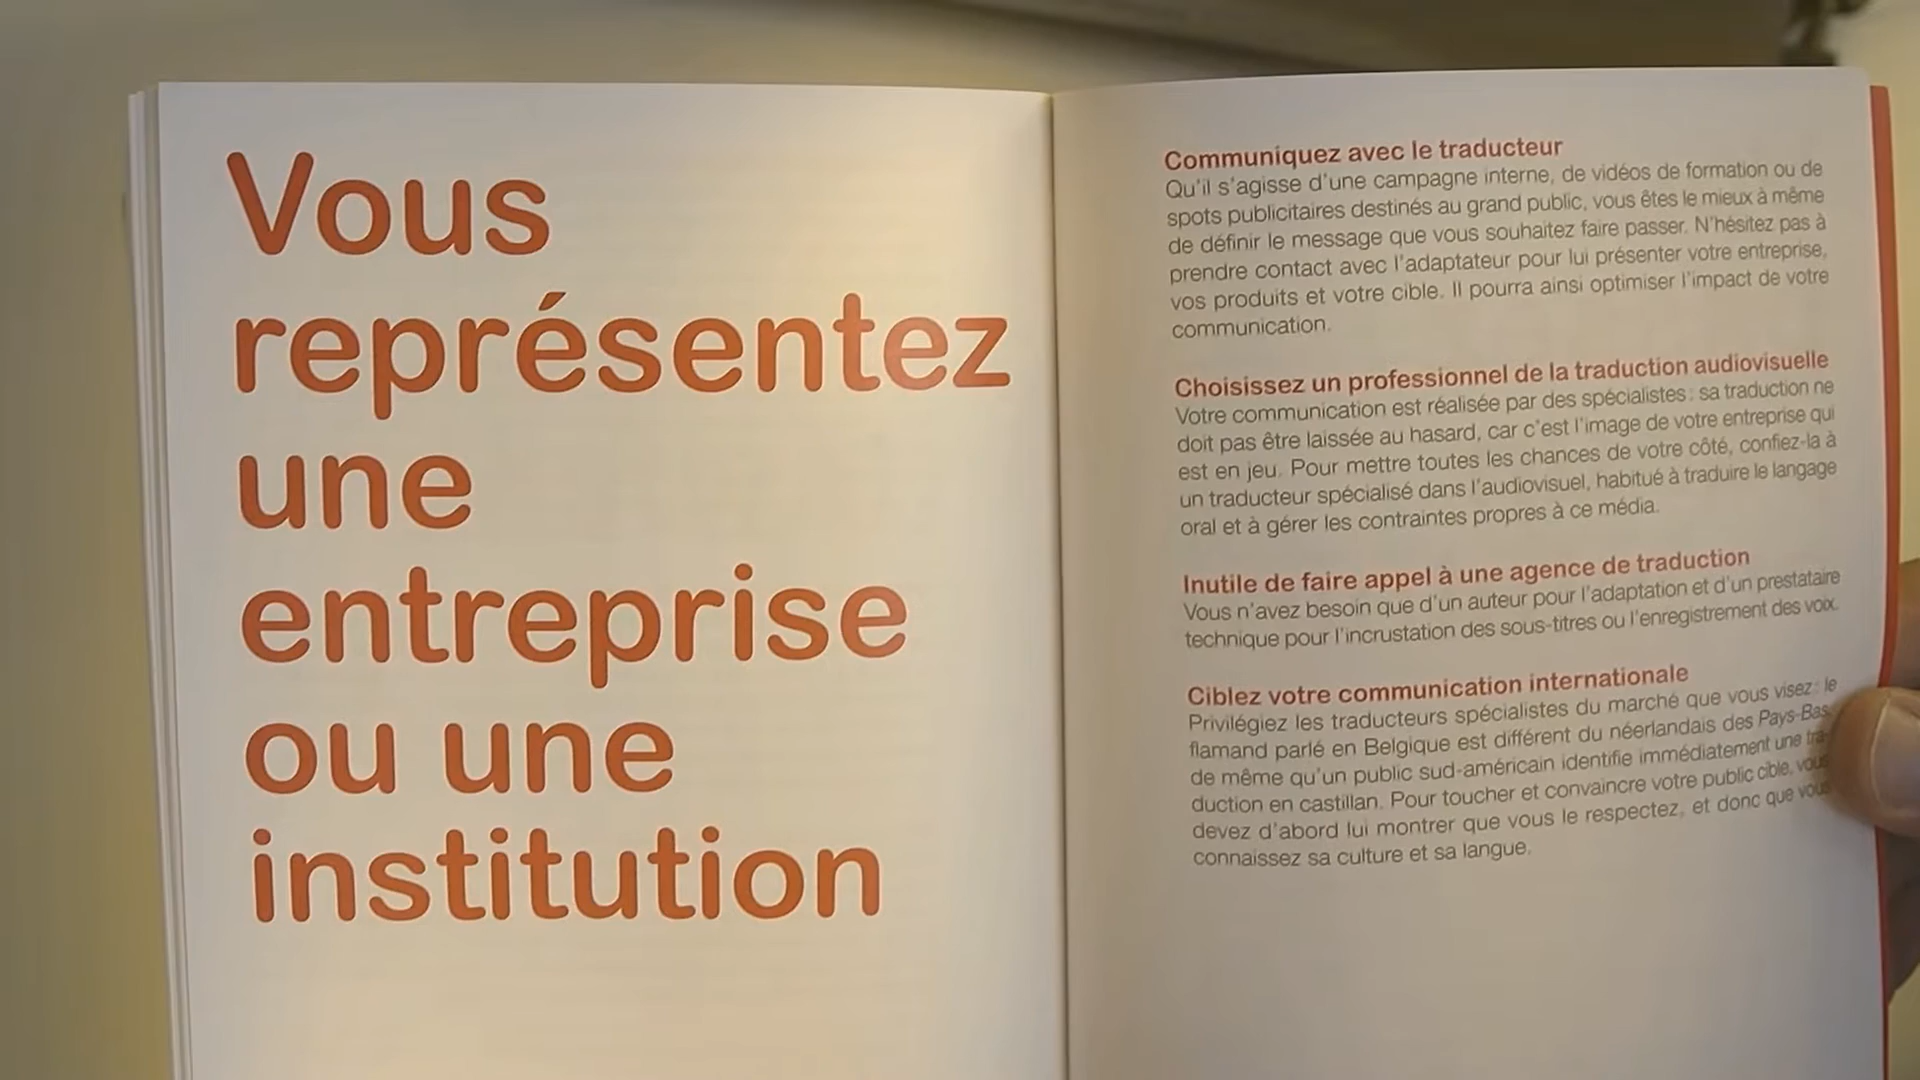 Vous
représentez
une
entreprise
ou une
institution
Communiquez avec le traducteur
Qu'il s'agisse d'une campagne interne, de vidéos de formation ou de
spots publicitaires destinés au grand public, vous êtes le mieux à même
de définir le message que vous souhaitez faire passer. N'hésitez pas à
prendre contact avec l'adaptateur pour lui présenter votre entreprise,
vos produits et votre cible. Il pourra ainsi optimiser l'impact de votre
communication.
Choisissez un professionnel de la traduction audiovisuelle
Votre communication est réalisée par des spécialistes : sa traduction ne
doit pas être laissée au hasard, car c'est l'image de votre entreprise qui
est en jeu. Pour mettre toutes les chances de votre côté, confiez-la à
un traducteur spécialisé dans l'audiovisuel, habitué à traduire le langage
oral et à gérer les contraintes propres à ce média.
Inutile de faire appel à une agence de traduction
Vous n'avez besoin que d'un auteur pour l'adaptation et d'un prestataire
technique pour l'incrustation des sous-titres ou l'enregistrement des voix.
Ciblez votre communication internationale
Privilégiez les traducteurs spécialistes du marché que vous visez : le
flamand parlé en Belgique est différent du néerlandais des Pays-Bas,
de même qu'un public sud-américain identifie immédiatement une tra-
duction en castillan. Pour toucher et convaincre votre public cible, vous
devez d'abord lui montrer que vous le respectez, et donc que vous
connaissez sa culture et sa langue.